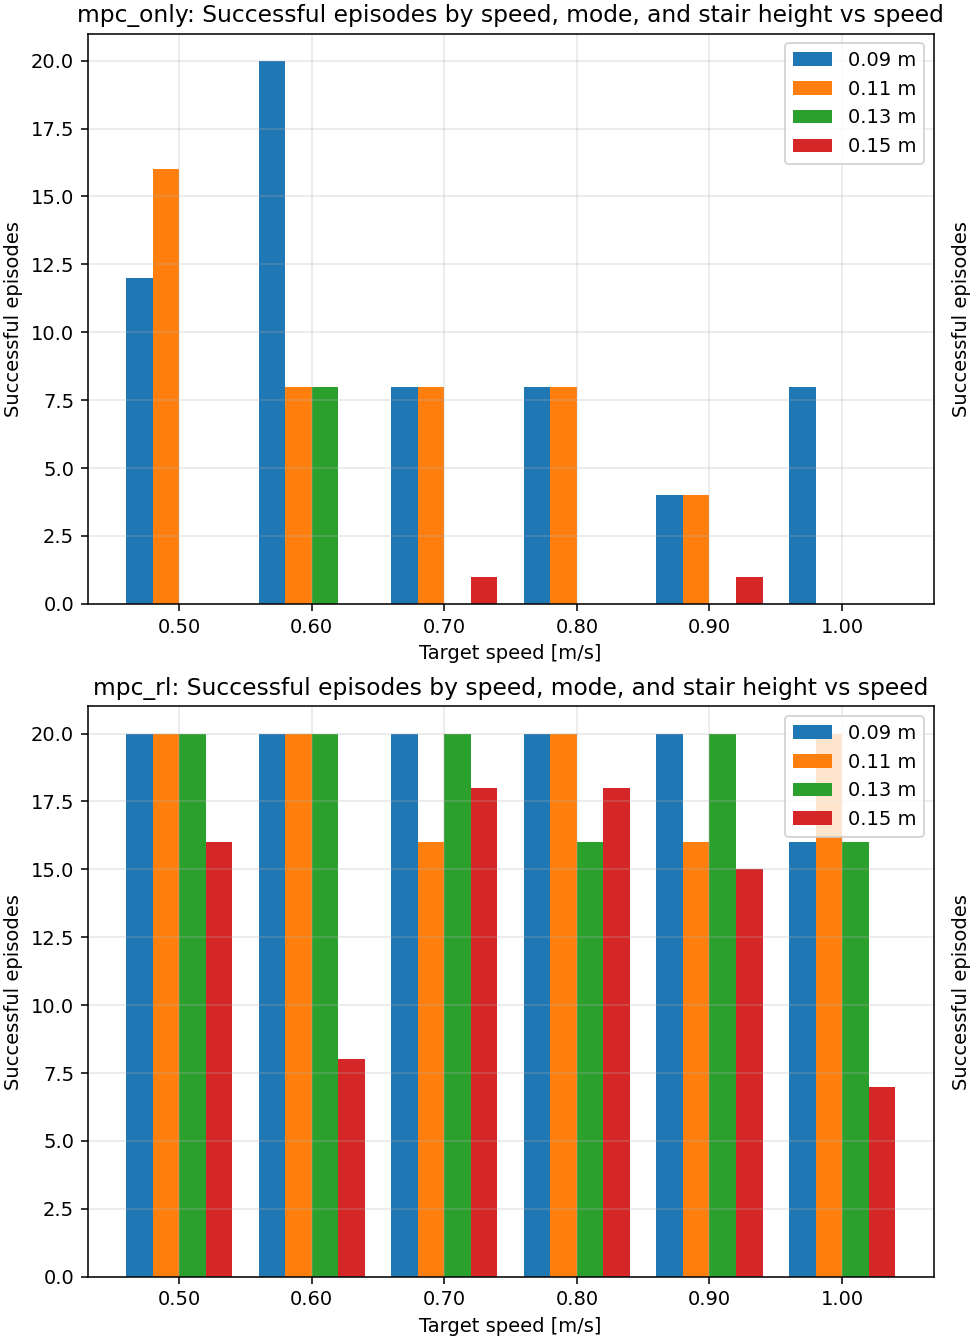 mpc_only: Successful episodes by speed, mode, and stair height vs speed
20.0
17.5
15.0
12.5
10.0
7.5
5.0
2.5
0.0
Successful episodes
0.09 m
0.11 m
0.13 m
0.15 m
Successful episodes
0.50
0.60
0.70
0.80
0.90
1.00
Target speed [m/s]
mpc_rl: Successful episodes by speed, mode, and stair height vs speed
20.0
17.5
15.0
12.5
10.0
7.5
5.0
2.5
0.0
Successful episodes
0.09 m
0.11 m
0.13 m
0.15 m
Successful episodes
0.50
0.60
0.70
0.80
0.90
1.00
Target speed [m/s]